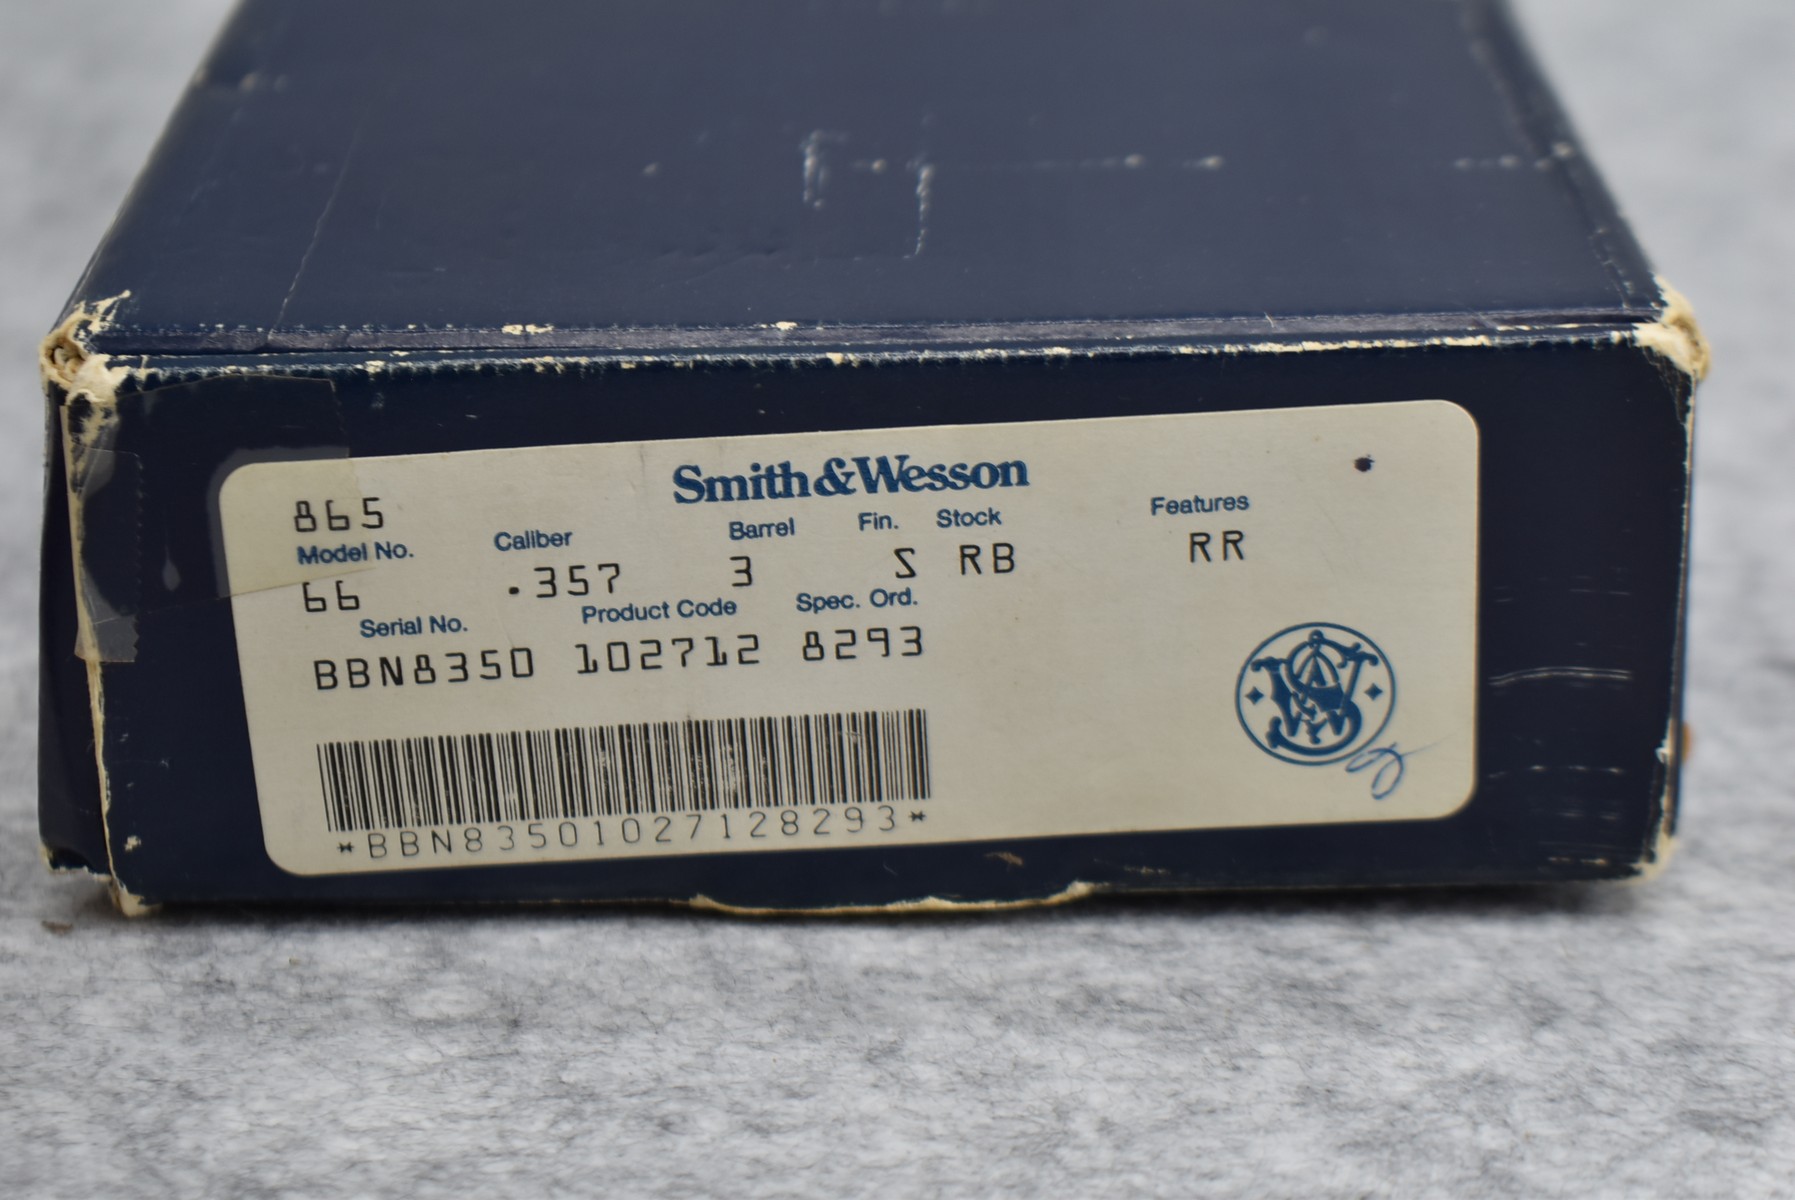 Smith&Wesson
865
Model No. Caliber Barrel Fin. Stock Features
66 .357 3 S RB RR
Serial No. Product Code Spec. Ord.
BBN8350 102712 8293
*BBN83501027128293*